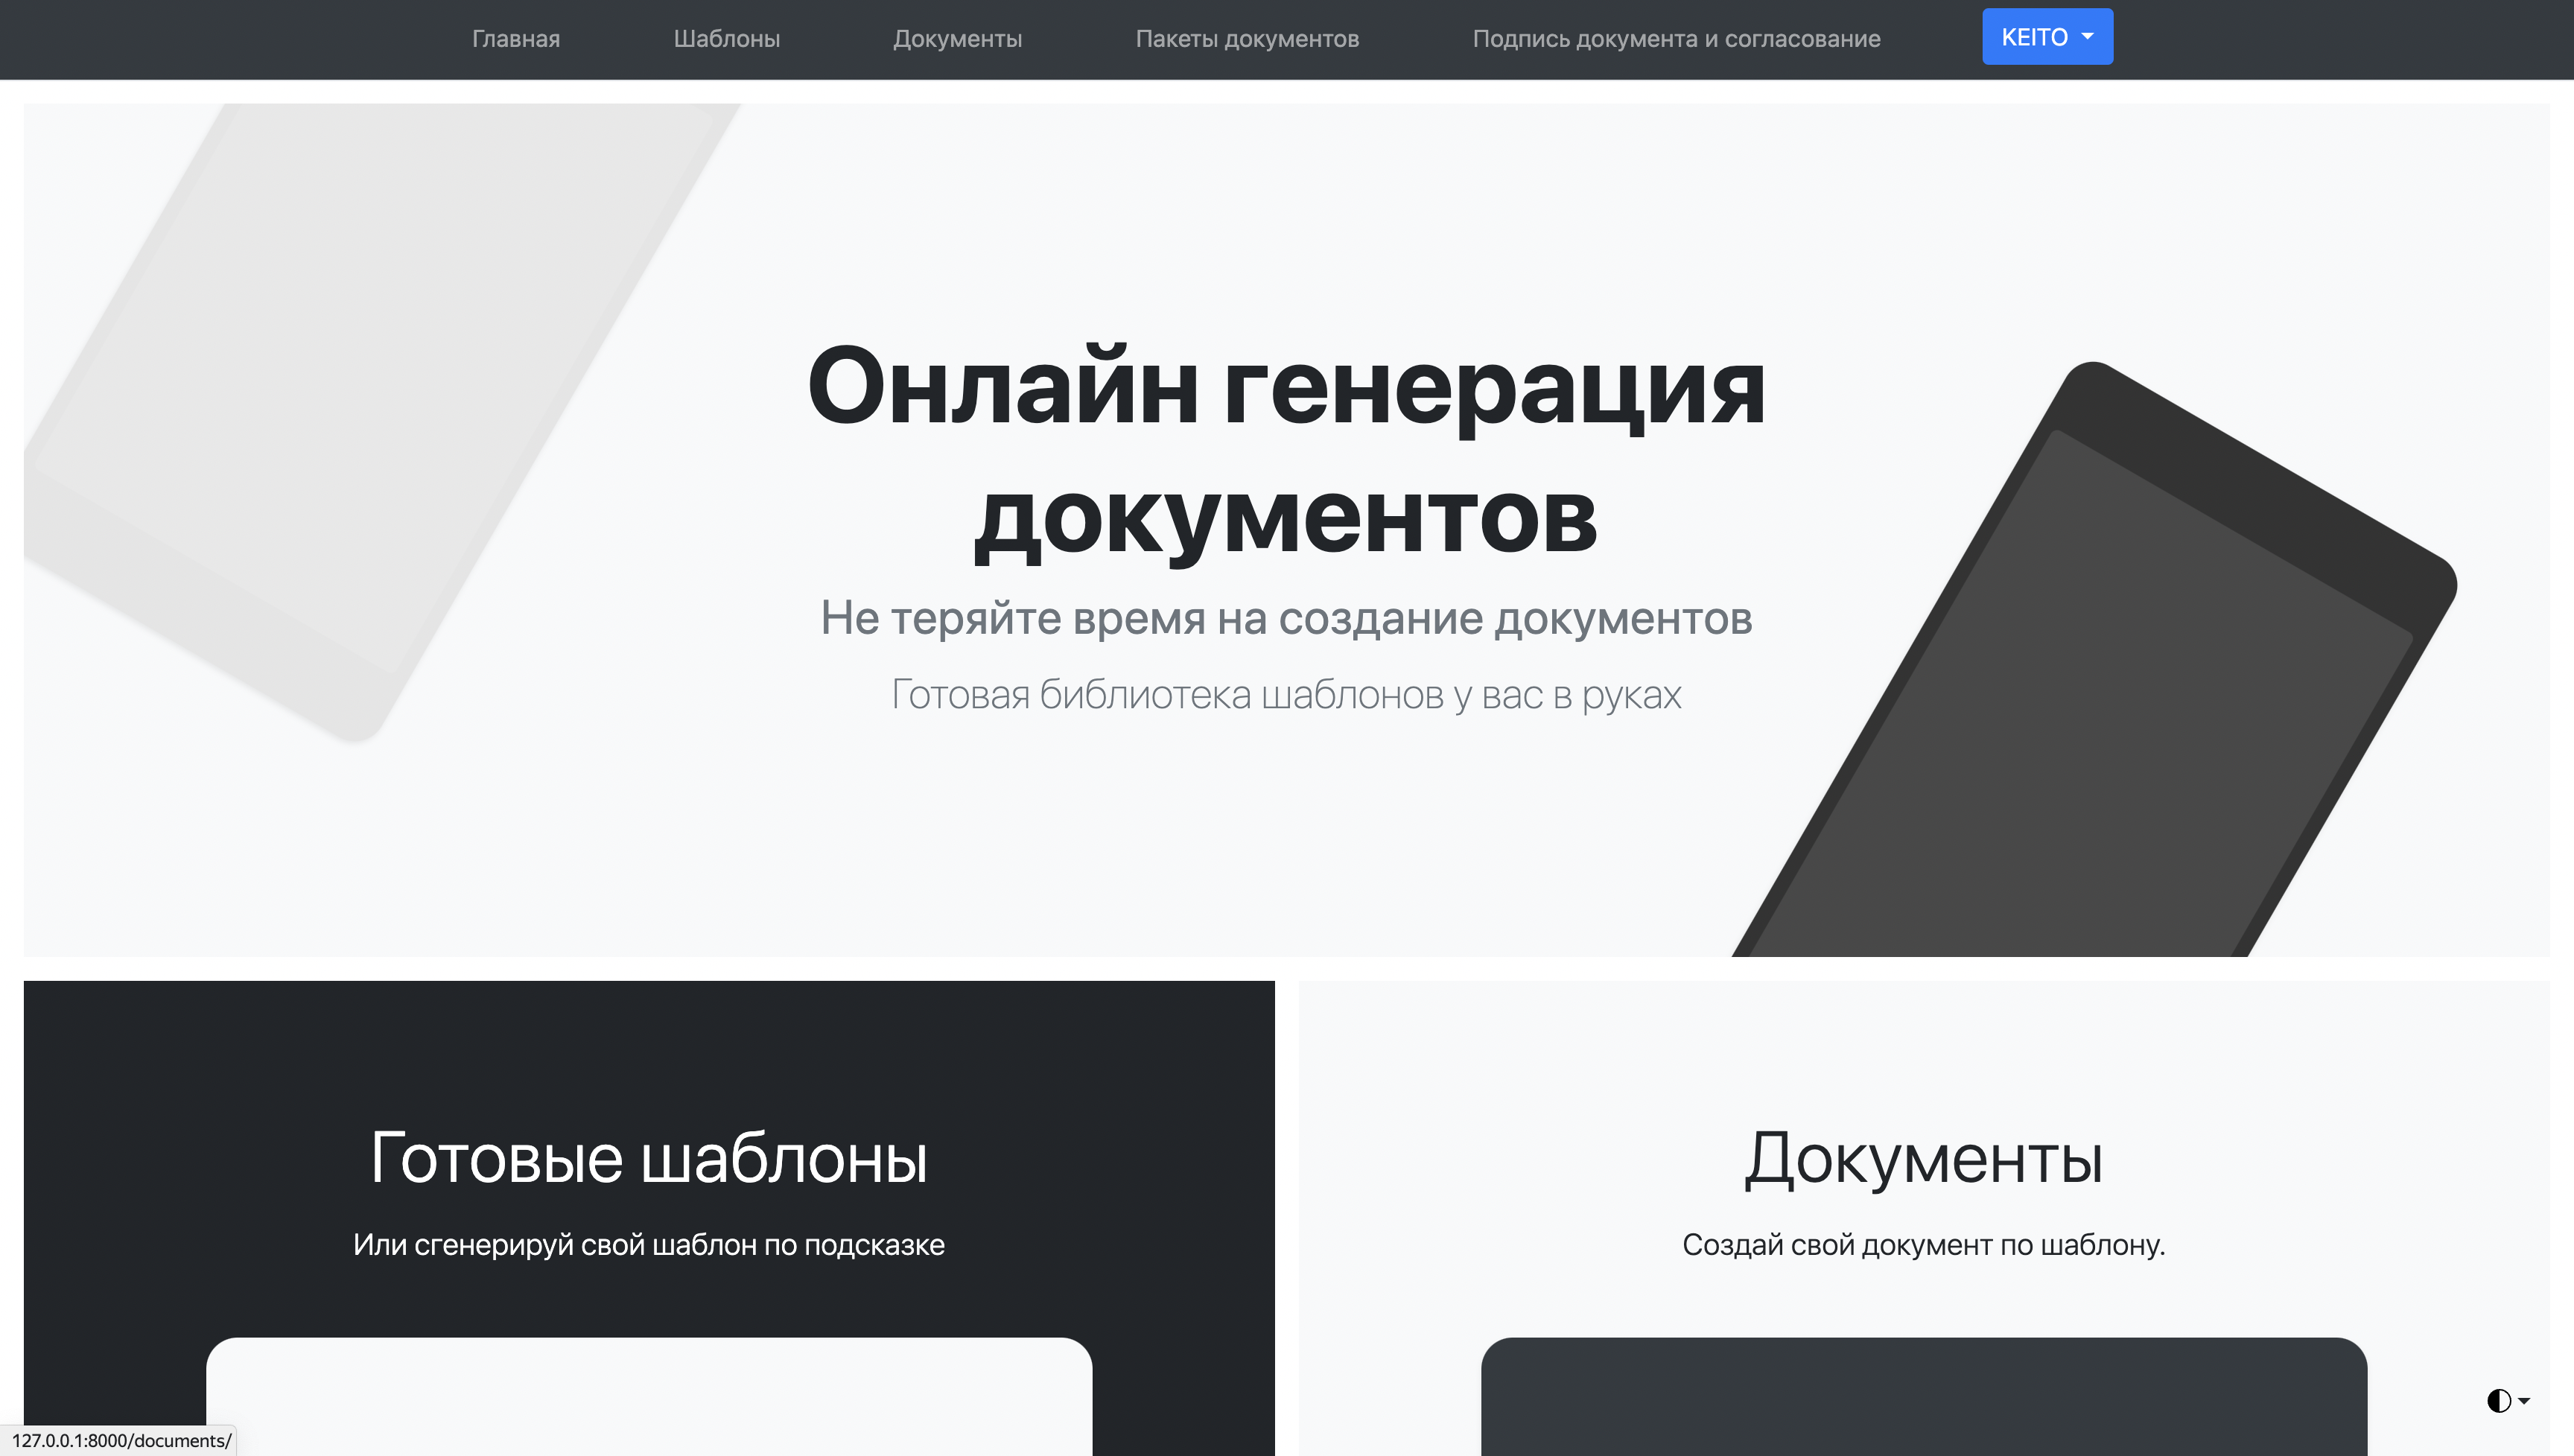 Главная Шаблоны Документы Пакеты документов Подпись документа и согласование KEITO
Онлайн генерация
документов
Не теряйте время на создание документов
Готовая библиотека шаблонов у вас в руках
Готовые шаблоны
Или сгенерируй свой шаблон по подсказке
Документы
Создай свой документ по шаблону.
127.0.0.1:8000/documents/